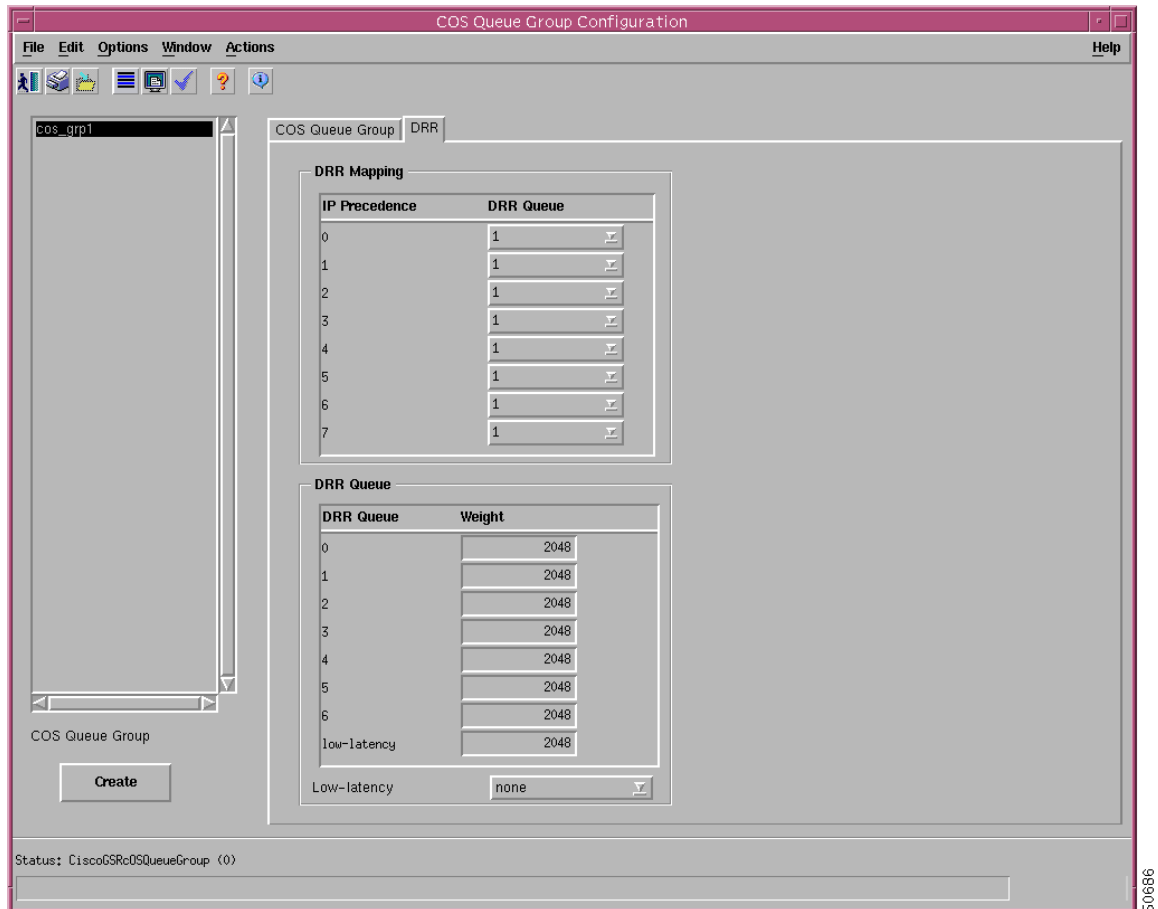 COS Queue Group Configuration
File Edit Options Window Actions Help
cos_grp1
COS Queue Group DRR
DRR Mapping
IP Precedence DRR Queue
0 1
1 1
2 1
3 1
4 1
5 1
6 1
7 1
DRR Queue
DRR Queue Weight
0 2048
1 2048
2 2048
3 2048
4 2048
5 2048
6 2048
low-latency 2048
Low-latency none
COS Queue Group
Create
Status: CiscoGSRcOSQueueGroup (0)
50686